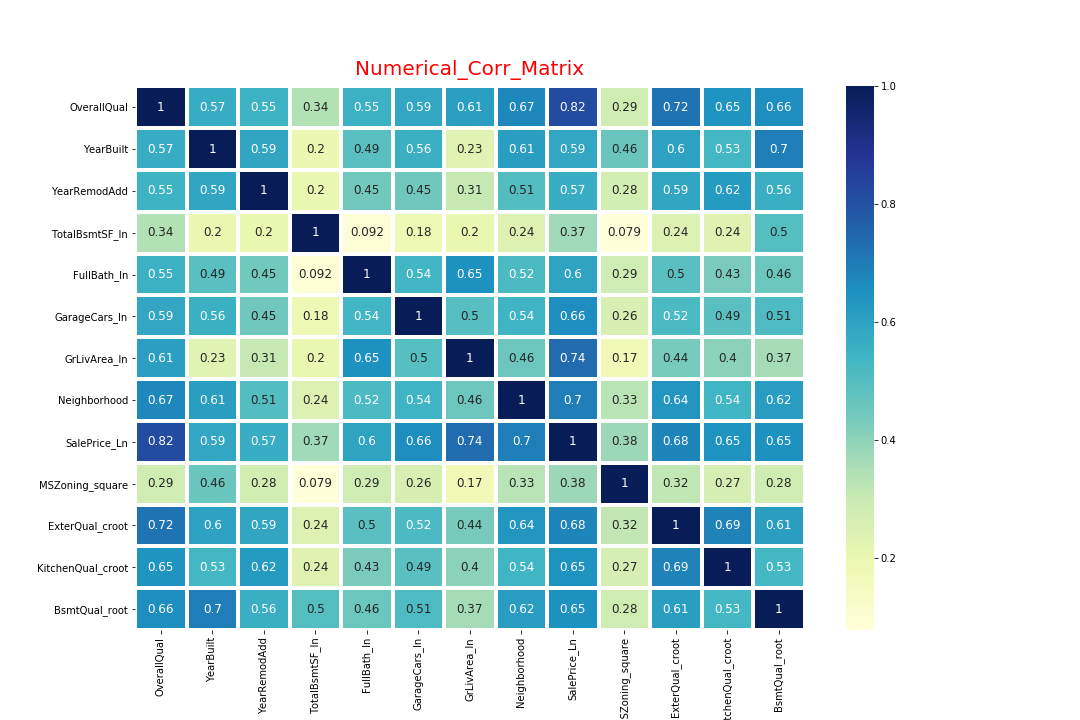 Numerical_Corr_Matrix
OverallQual 1 0.57 0.55 0.34 0.55 0.59 0.61 0.67 0.82 0.29 0.72 0.65 0.66
YearBuilt 0.57 1 0.59 0.2 0.49 0.56 0.23 0.61 0.59 0.46 0.6 0.53 0.7
YearRemodAdd 0.55 0.59 1 0.2 0.45 0.45 0.31 0.51 0.57 0.28 0.59 0.62 0.56
TotalBsmtSF_ln 0.34 0.2 0.2 1 0.092 0.18 0.2 0.24 0.37 0.079 0.24 0.24 0.5
FullBath_ln 0.55 0.49 0.45 0.092 1 0.54 0.65 0.52 0.6 0.29 0.5 0.43 0.46
GarageCars_ln 0.59 0.56 0.45 0.18 0.54 1 0.5 0.54 0.66 0.26 0.52 0.49 0.51
GrLivArea_ln 0.61 0.23 0.31 0.2 0.65 0.5 1 0.46 0.74 0.17 0.44 0.4 0.37
Neighborhood 0.67 0.61 0.51 0.24 0.52 0.54 0.46 1 0.7 0.33 0.64 0.54 0.62
SalePrice_Ln 0.82 0.59 0.57 0.37 0.6 0.66 0.74 0.7 1 0.38 0.68 0.65 0.65
MSZoning_square 0.29 0.46 0.28 0.079 0.29 0.26 0.17 0.33 0.38 1 0.32 0.27 0.28
ExterQual_croot 0.72 0.6 0.59 0.24 0.5 0.52 0.44 0.64 0.68 0.32 1 0.69 0.61
KitchenQual_croot 0.65 0.53 0.62 0.24 0.43 0.49 0.4 0.54 0.65 0.27 0.69 1 0.53
BsmtQual_root 0.66 0.7 0.56 0.5 0.46 0.51 0.37 0.62 0.65 0.28 0.61 0.53 1
OverallQual
YearBuilt
YearRemodAdd
TotalBsmtSF_ln
FullBath_ln
GarageCars_ln
GrLivArea_ln
Neighborhood
SalePrice_Ln
SZoning_square
ExterQual_croot
tchenQual_croot
BsmtQual_root
1.0
0.8
0.6
0.4
0.2